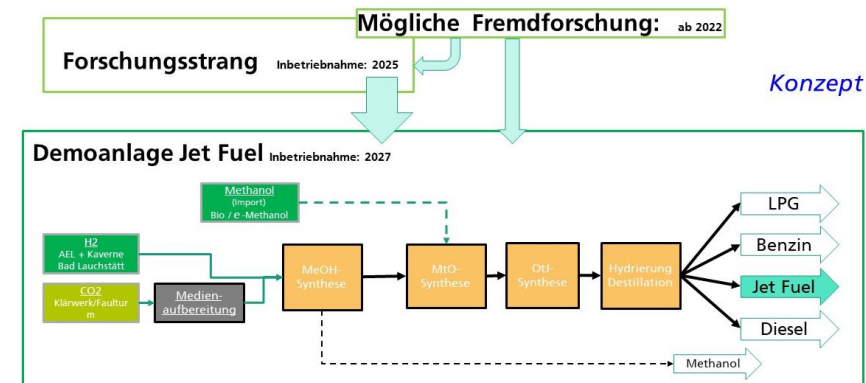 Mögliche Fremdforschung: ab 2022
Forschungsstrang Inbetriebnahme: 2025
Konzept
Demoanlage Jet Fuel Inbetriebnahme: 2027
Methanol
(Import)
Bio / e -Methanol
H2
AEL + Kaverne
Bad Lauchstätt
CO2
Klärwerk/Faultur
m
Medien-
aufbereitung
MeOH-
Synthese
MtO-
Synthese
OtJ-
Synthese
Hydrierung
Destillation
LPG
Benzin
Jet Fuel
Diesel
Methanol